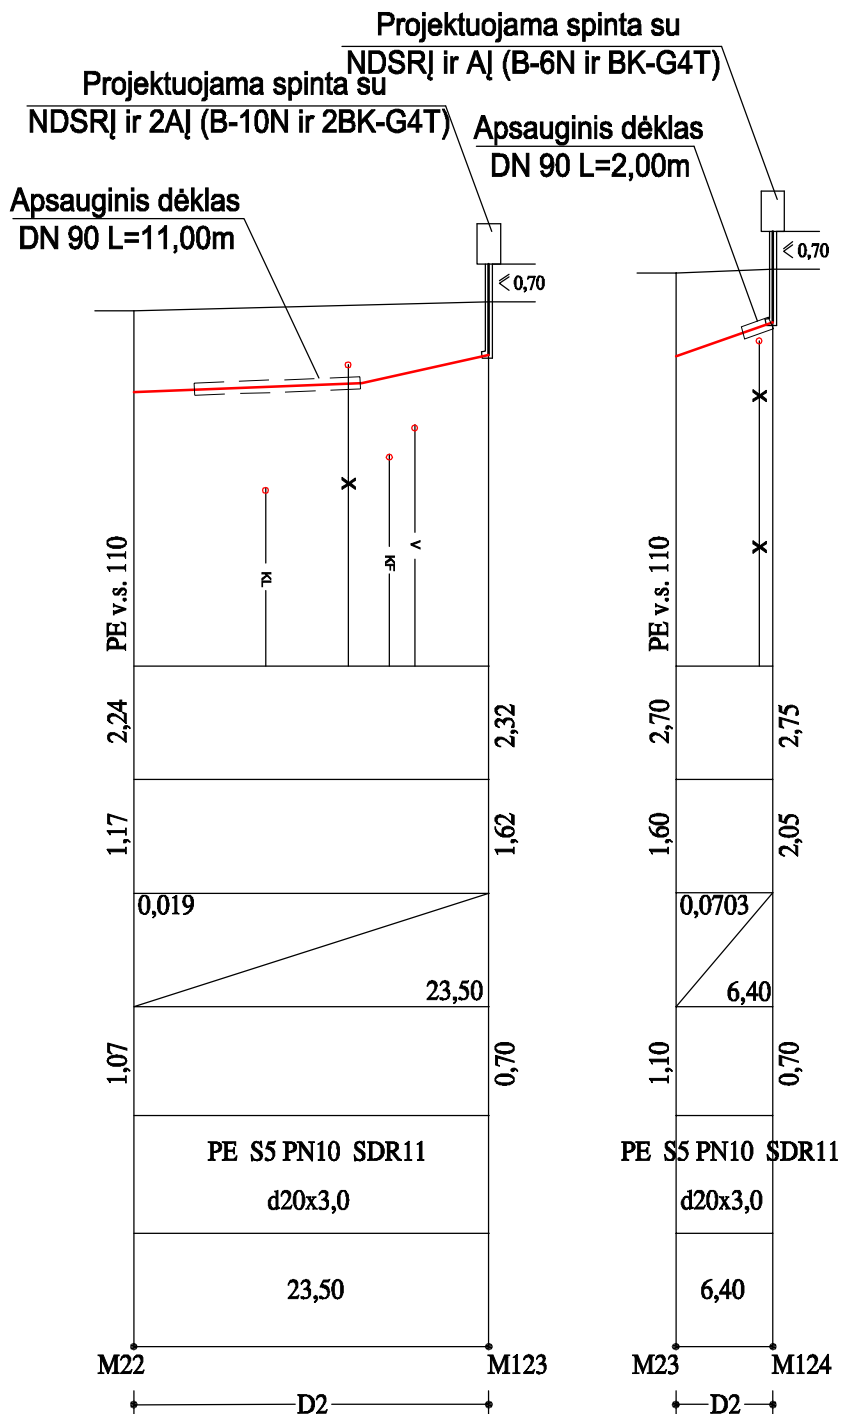 Projektuojama spinta su
NDSRĮ ir AĮ (B-6N ir BK-G4T)
Projektuojama spinta su
NDSRĮ ir 2AĮ (B-10N ir 2BK-G4T)
Apsauginis dėklas
DN 90 L=2,00m
Apsauginis dėklas
DN 90 L=11,00m
< 0,70
< 0,70
X
X
X
KL
KF
V
PE v.s. 110
PE v.s. 110
2,24
2,32
2,70
2,75
1,17
1,62
1,60
2,05
0,019
23,50
0,0703
6,40
1,07
0,70
1,10
0,70
PE S5 PN10 SDR11
d20x3,0
PE S5 PN10 SDR11
d20x3,0
23,50
6,40
M22
M123
M23
M124
D2
D2